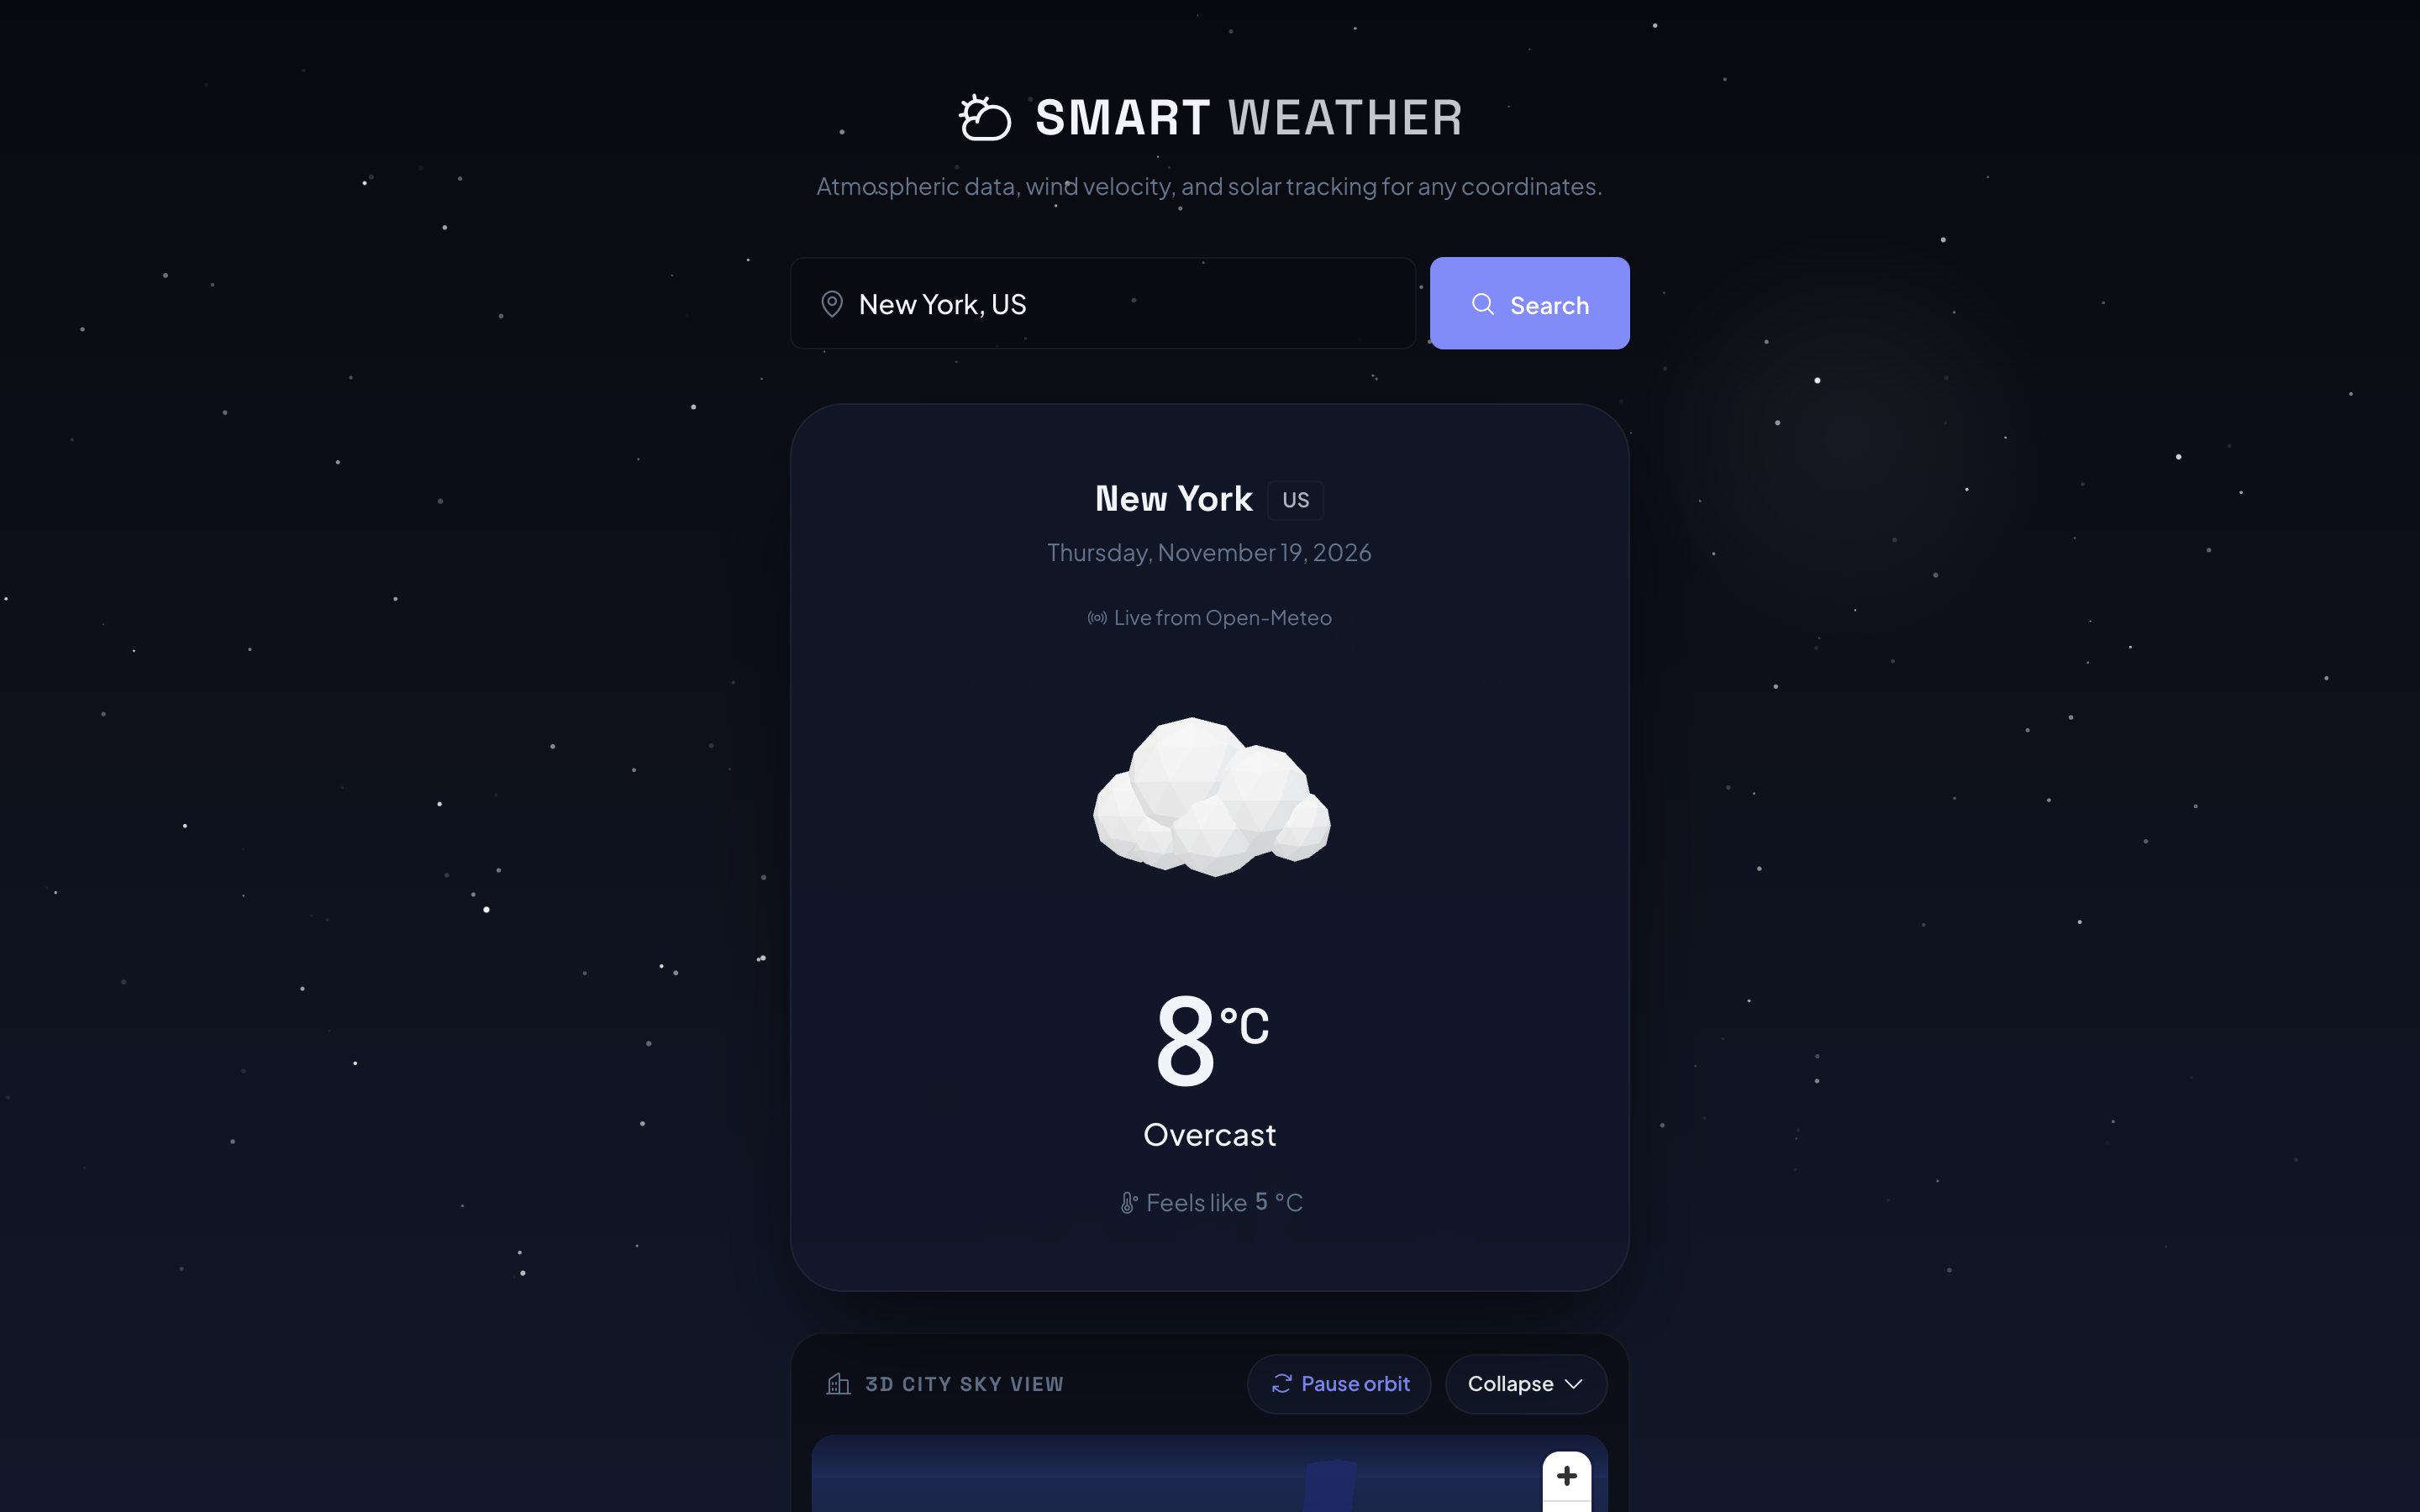 SMART WEATHER
Atmospheric data, wind velocity, and solar tracking for any coordinates.
New York, US
Search
New York US
Thursday, November 19, 2026
Live from Open-Meteo
8°C
Overcast
Feels like 5 °C
3D CITY SKY VIEW
Pause orbit
Collapse
+